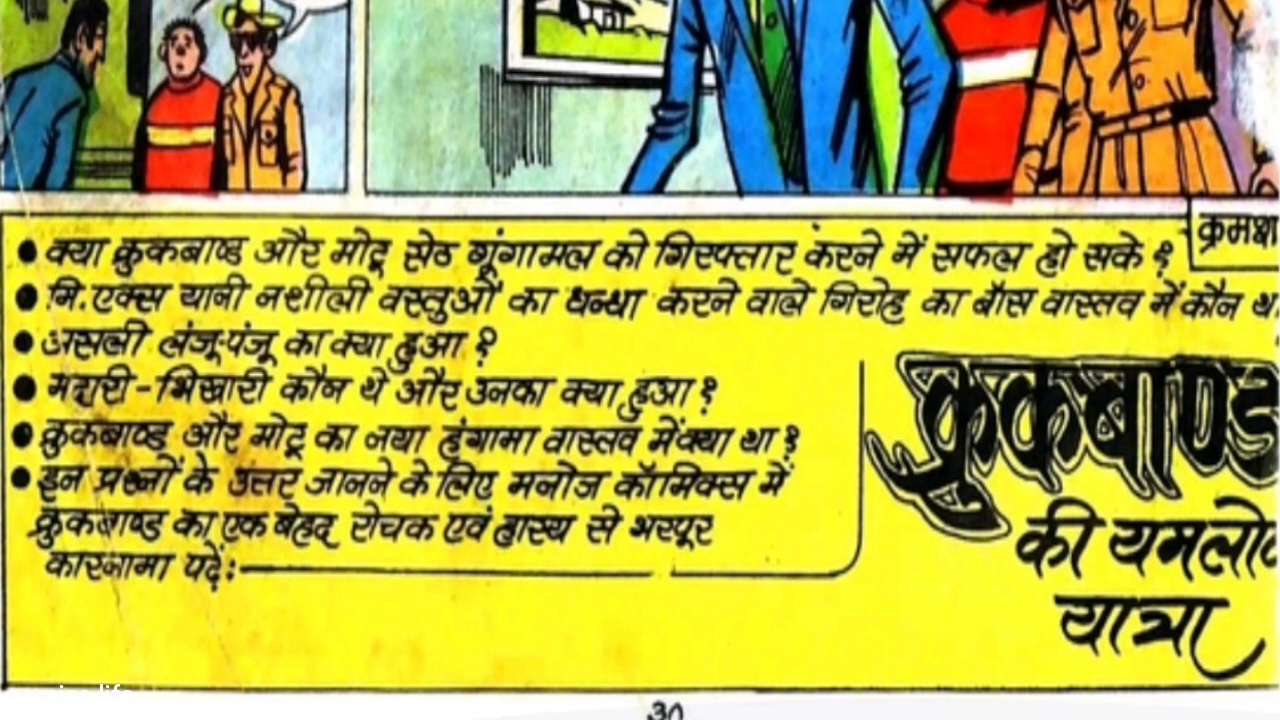 क्रमश
● क्या क्रुकबाण्ड और मोटू सेठ गूंगामल को गिरफ्तार करने में सफल हो सके ?
● मि.एक्स यानी नशीली वस्तुओं का धन्धा करने वाले गिरोह का बॉस वास्तव में कौन था
● असली लंजू-पंजू का क्या हुआ ?
● मदारी-भिखारी कौन थे और उनका क्या हुआ ?
● क्रुकबाण्ड और मोटू का नया हंगामा वास्तव में क्या था ?
● इन प्रश्नों के उत्तर जानने के लिए मनोज कॉमिक्स में
क्रुकबाण्ड का एक बेहद रोचक एवं हास्य से भरपूर
कारनामा पढ़ें:
क्रुकबाण्ड
की यमलो
यात्रा
30